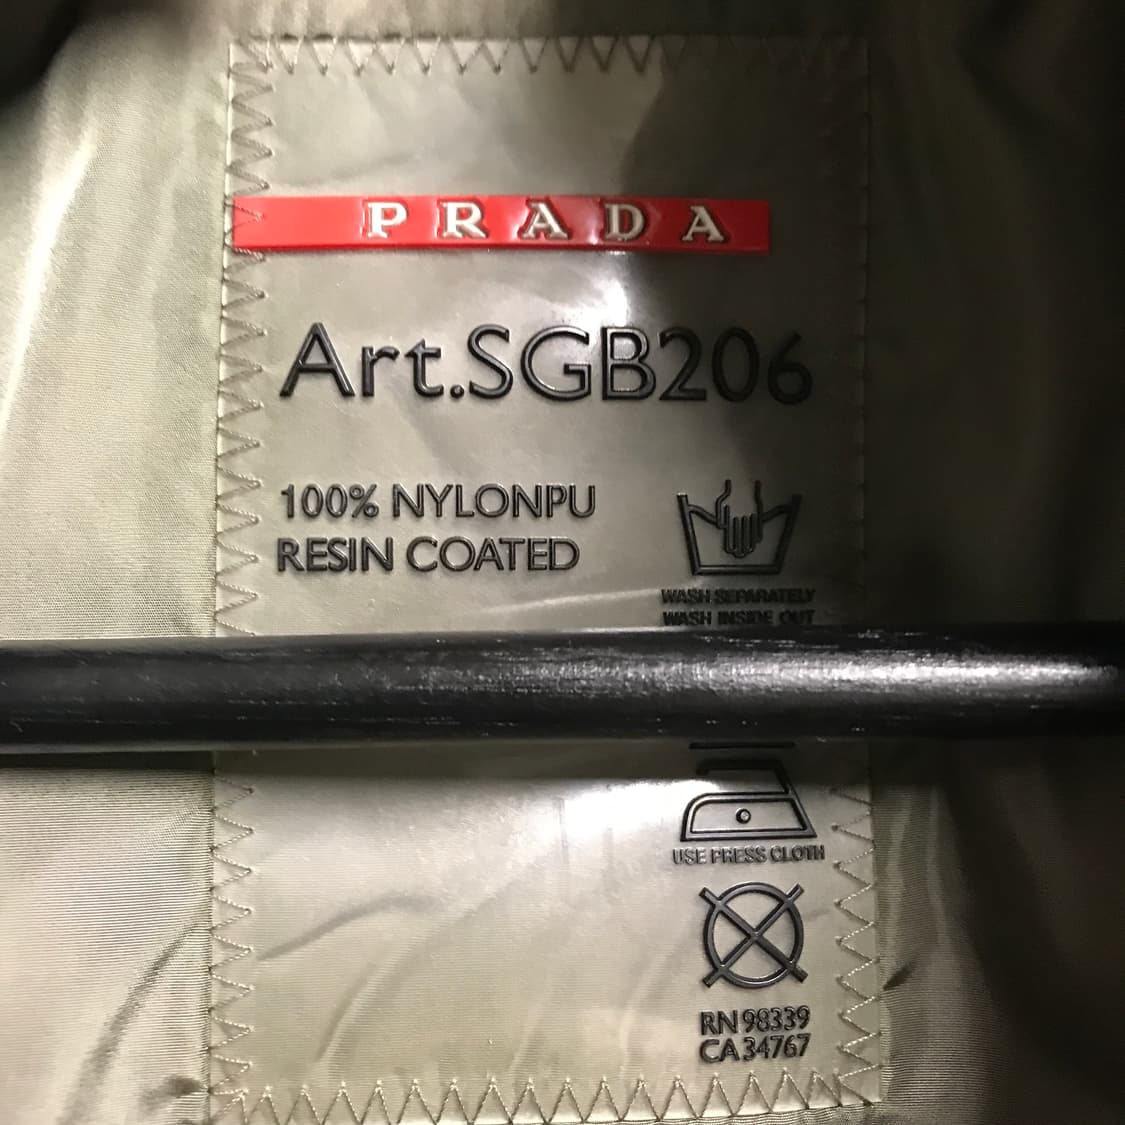 PRADA
Art.SGB206
100% NYLONPU
RESIN COATED
WASH SEPARATELY
WASH INSIDE OUT
USE PRESS CLOTH
RN 98339
CA 34767